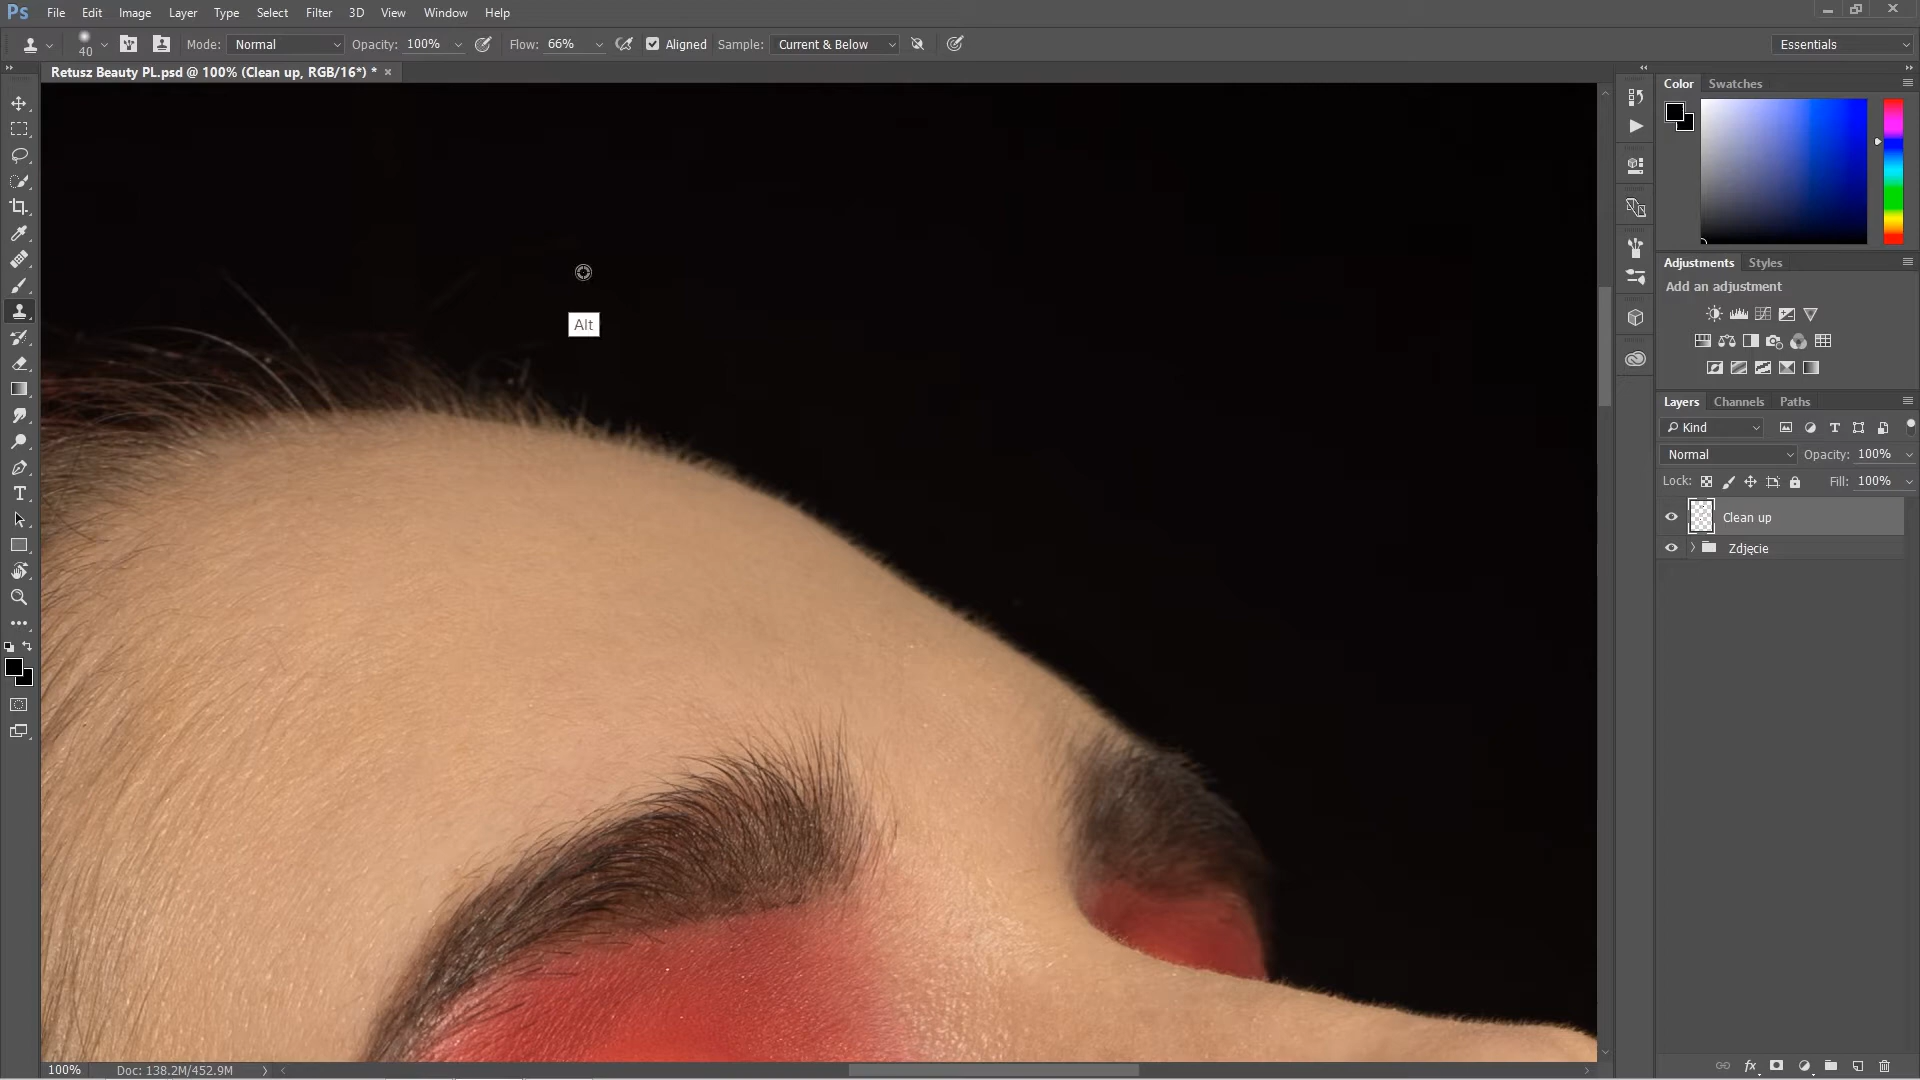 Ps File Edit Image Layer Type Select Filter 3D View Window Help
40 Mode: Normal Opacity: 100% Flow: 66% Aligned Sample: Current & Below Essentials
Retusz Beauty PL.psd @ 100% (Clean up, RGB/16*) *
Color Swatches
Adjustments Styles
Add an adjustment
Alt
Layers Channels Paths
Kind
Normal Opacity: 100%
Lock: Fill: 100%
Clean up
Zdjęcie
100% Doc: 138.2M/452.9M